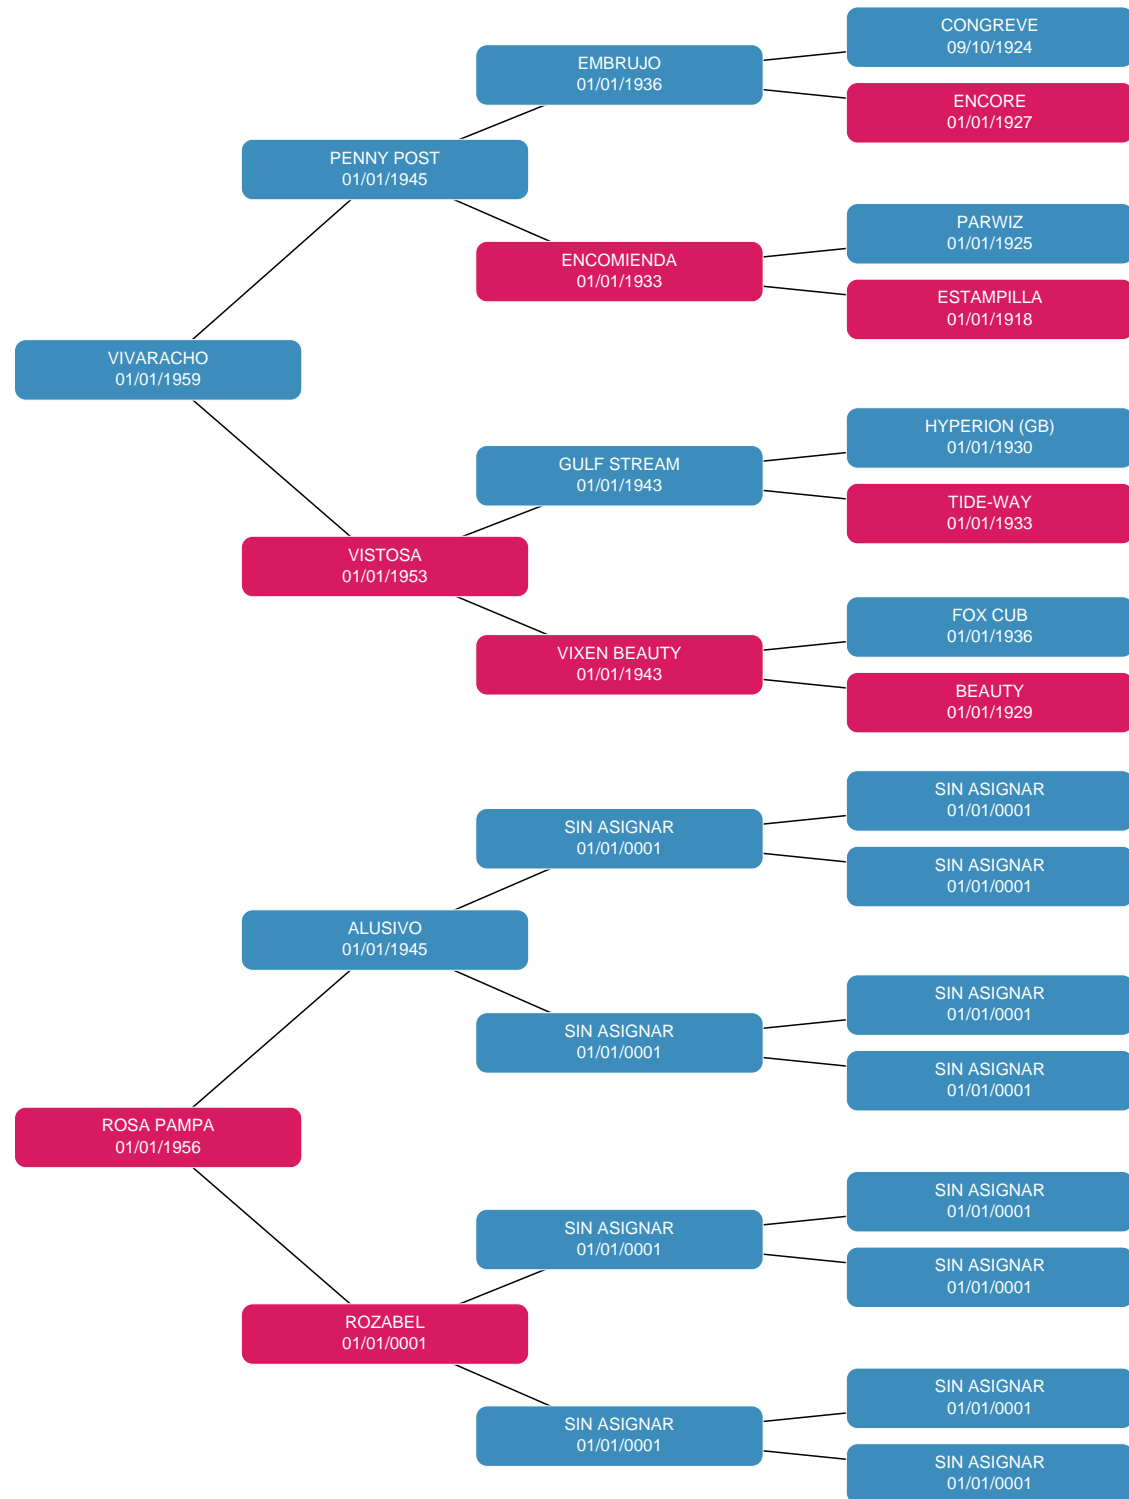 CONGREVE
09/10/1924
EMBRUJO
01/01/1936
ENCORE
01/01/1927
PENNY POST
01/01/1945
PARWIZ
01/01/1925
ENCOMIENDA
01/01/1933
ESTAMPILLA
01/01/1918
VIVARACHO
01/01/1959
HYPERION (GB)
01/01/1930
GULF STREAM
01/01/1943
TIDE-WAY
01/01/1933
VISTOSA
01/01/1953
FOX CUB
01/01/1936
VIXEN BEAUTY
01/01/1943
BEAUTY
01/01/1929
SIN ASIGNAR
01/01/0001
SIN ASIGNAR
01/01/0001
SIN ASIGNAR
01/01/0001
ALUSIVO
01/01/1945
SIN ASIGNAR
01/01/0001
SIN ASIGNAR
01/01/0001
SIN ASIGNAR
01/01/0001
ROSA PAMPA
01/01/1956
SIN ASIGNAR
01/01/0001
SIN ASIGNAR
01/01/0001
SIN ASIGNAR
01/01/0001
ROZABEL
01/01/0001
SIN ASIGNAR
01/01/0001
SIN ASIGNAR
01/01/0001
SIN ASIGNAR
01/01/0001